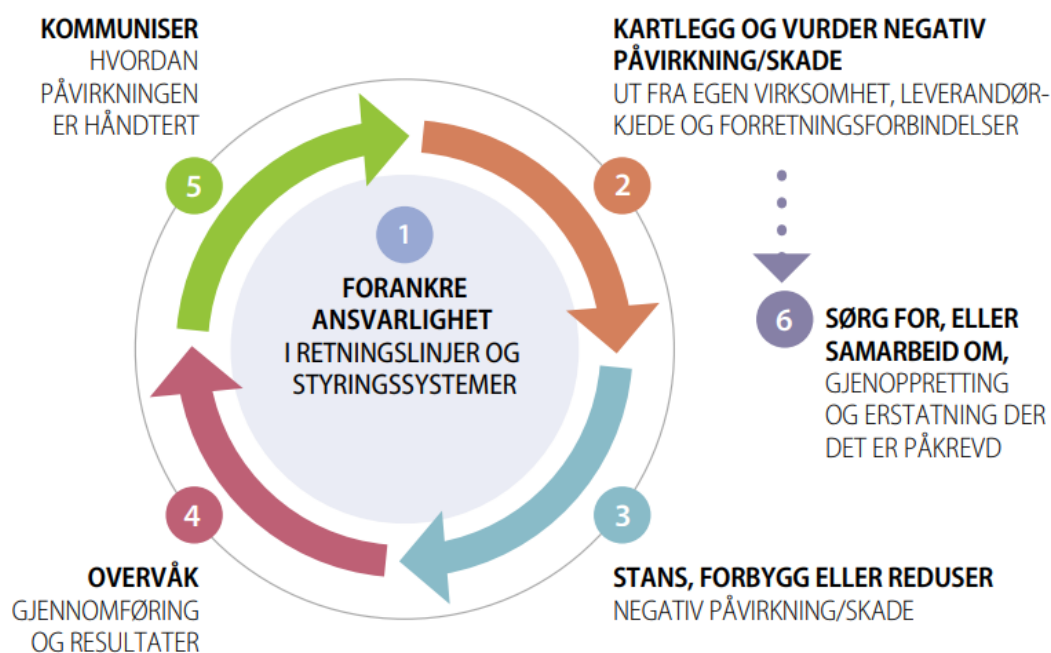 1
FORANKRE
ANSVARLIGHET
I RETNINGSLINJER OG
STYRINGSSYSTEMER
2
KARTLEGG OG VURDER NEGATIV
PÅVIRKNING/SKADE
UT FRA EGEN VIRKSOMHET, LEVERANDØR-
KJEDE OG FORRETNINGSFORBINDELSER
3
STANS, FORBYGG ELLER REDUSER
NEGATIV PÅVIRKNING/SKADE
4
OVERVÅK
GJENNOMFØRING
OG RESULTATER
5
KOMMUNISER
HVORDAN
PÅVIRKNINGEN
ER HÅNDTERT
6
SØRG FOR, ELLER
SAMARBEID OM,
GJENOPPRETTING
OG ERSTATNING DER
DET ER PÅKREVD